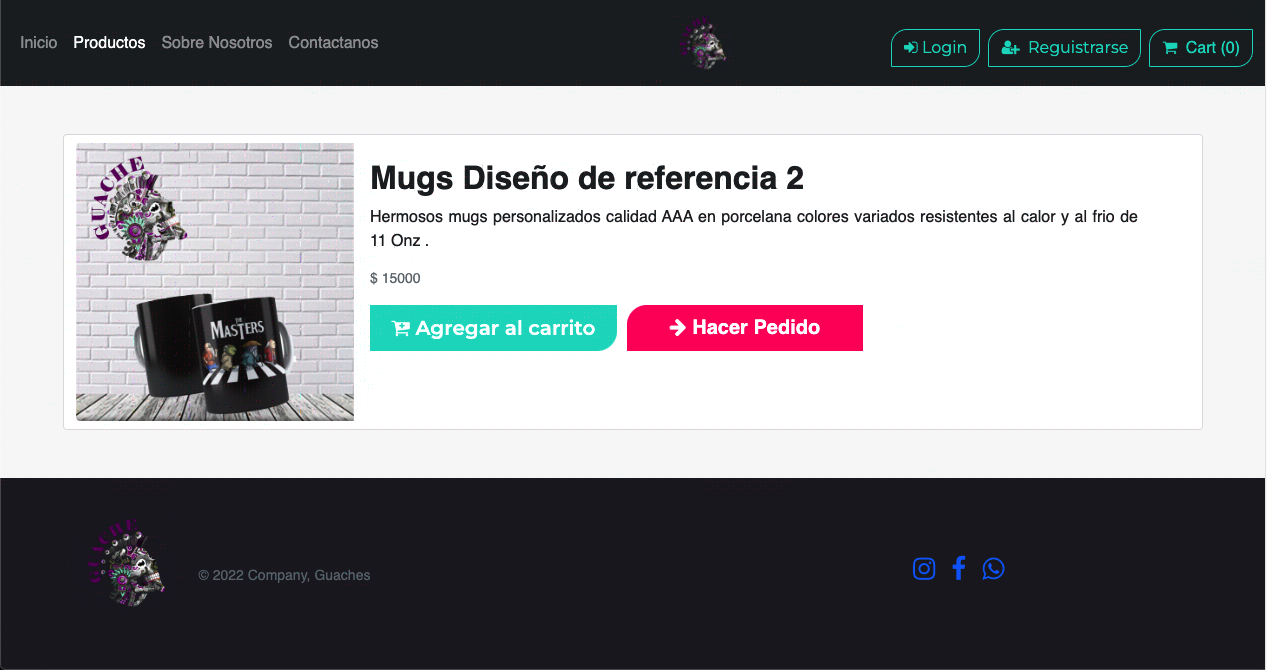 Inicio Productos Sobre Nosotros Contactanos
Login Reguistrarse Cart (0)
GUACHE
THE
MASTERS
Mugs Diseño de referencia 2
Hermosos mugs personalizados calidad AAA en porcelana colores variados resistentes al calor y al frio de
11 Onz .
$ 15000
Agregar al carrito Hacer Pedido
GUACHE
© 2022 Company, Guaches